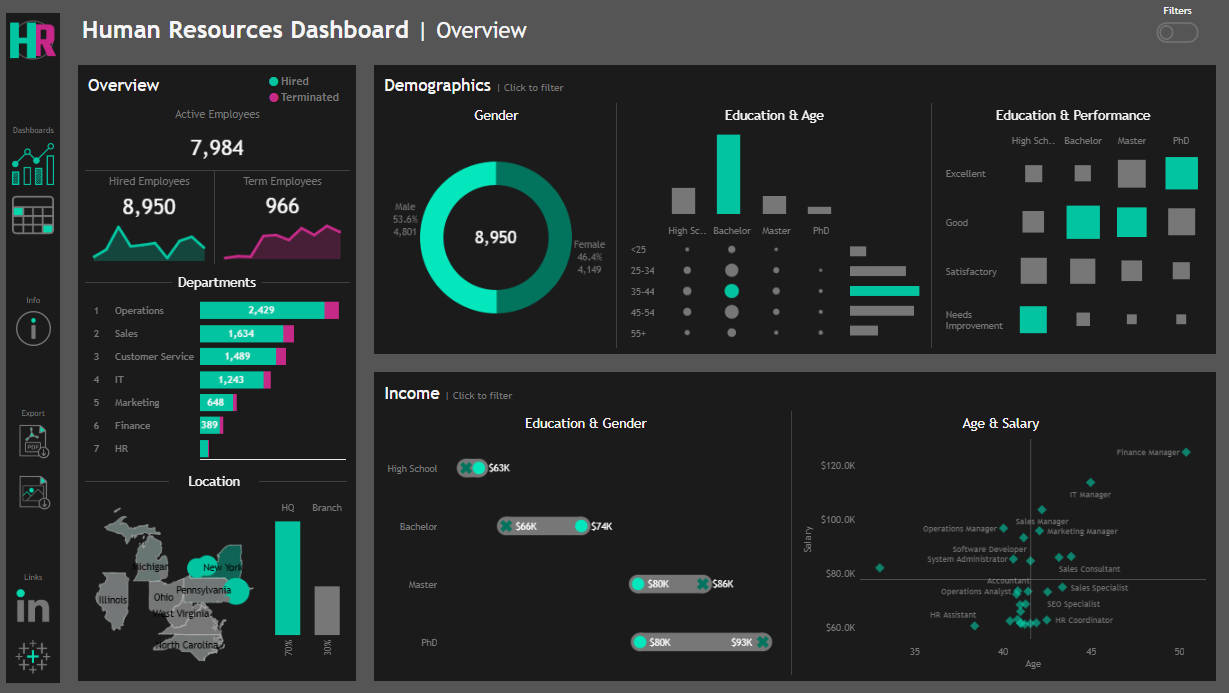 HR
Human Resources Dashboard | Overview
Filters
Dashboards
Info
Export
PDF
Links
in
Overview
Hired
Terminated
Active Employees
7,984
Hired Employees
8,950
Term Employees
966
Departments
1 Operations 2,429
2 Sales 1,634
3 Customer Service 1,489
4 IT 1,243
5 Marketing 648
6 Finance 389
7 HR
Location
HQ Branch
Michigan
New York
Illinois
Ohio
Pennsylvania
West Virginia
North Carolina
70% 30%
Demographics | Click to filter
Gender
Male
53.6%
4,801
8,950
Female
46.4%
4,149
Education & Age
High Sc.. Bachelor Master PhD
<25
25-34
35-44
45-54
55+
Education & Performance
High Sch.. Bachelor Master PhD
Excellent
Good
Satisfactory
Needs
Improvement
Income | Click to filter
Education & Gender
High School $63K
Bachelor $66K $74K
Master $80K $86K
PhD $80K $93K
Age & Salary
Salary
$120.0K
$100.0K
$80.0K
$60.0K
Finance Manager
IT Manager
Sales Manager
Operations Manager
Marketing Manager
Software Developer
System Administrator
Sales Consultant
Accountant
Operations Analyst
Sales Specialist
SEO Specialist
HR Assistant
HR Coordinator
35 40 45 50
Age